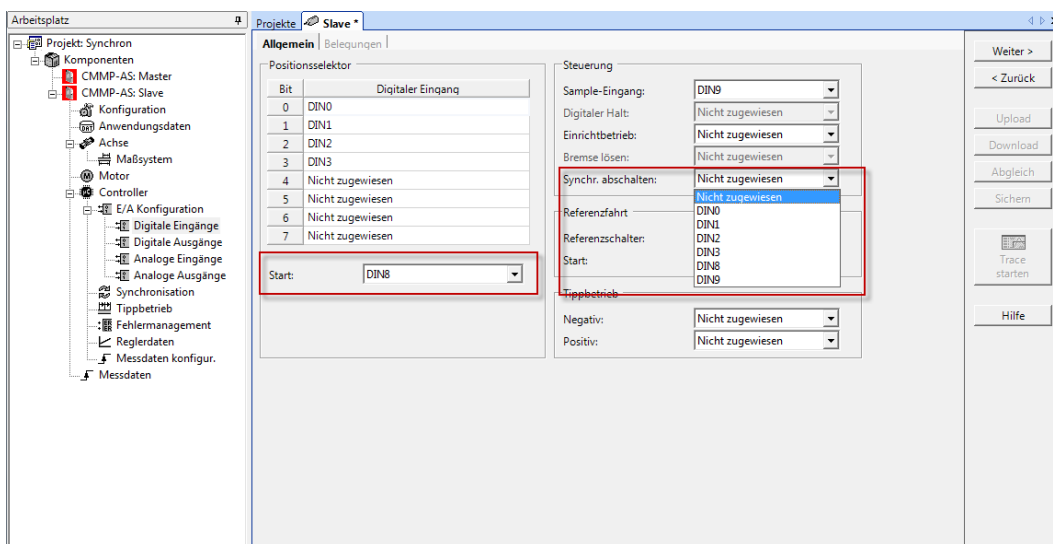 Arbeitsplatz
Projekt: Synchron
Komponenten
CMMP-AS: Master
CMMP-AS: Slave
Konfiguration
Anwendungsdaten
Achse
Maßsystem
Motor
Controller
E/A Konfiguration
Digitale Eingänge
Digitale Ausgänge
Analoge Eingänge
Analoge Ausgänge
Synchronisation
Tippbetrieb
Fehlermanagement
Reglerdaten
Messdaten konfigur.
Messdaten
Projekte Slave *
Allgemein Belegungen
Positionsselektor
Bit Digitaler Eingang
0 DIN0
1 DIN1
2 DIN2
3 DIN3
4 Nicht zugewiesen
5 Nicht zugewiesen
6 Nicht zugewiesen
7 Nicht zugewiesen
Start: DIN8
Steuerung
Sample-Eingang: DIN9
Digitaler Halt: Nicht zugewiesen
Einrichtbetrieb: Nicht zugewiesen
Bremse lösen: Nicht zugewiesen
Synchr. abschalten: Nicht zugewiesen
Nicht zugewiesen
DIN0
DIN1
DIN2
DIN3
DIN8
DIN9
Referenzfahrt
Referenzschalter:
Start:
Tippbetrieb
Negativ: Nicht zugewiesen
Positiv: Nicht zugewiesen
Weiter >
< Zurück
Upload
Download
Abgleich
Sichern
Trace
starten
Hilfe